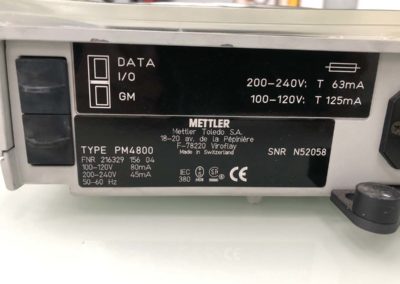 DATA
I/O
GM
200-240V: T 63mA
100-120V: T 125mA
METTLER
Mettler Toledo S.A.
18-20 av. de la Pépinière
F-78220 Viroflay
Made in Switzerland
TYPE PM4800
SNR N52058
FNR 216329 156 04
100-120V 80mA
200-240V 45mA
50-60 Hz
IEC
380
CE